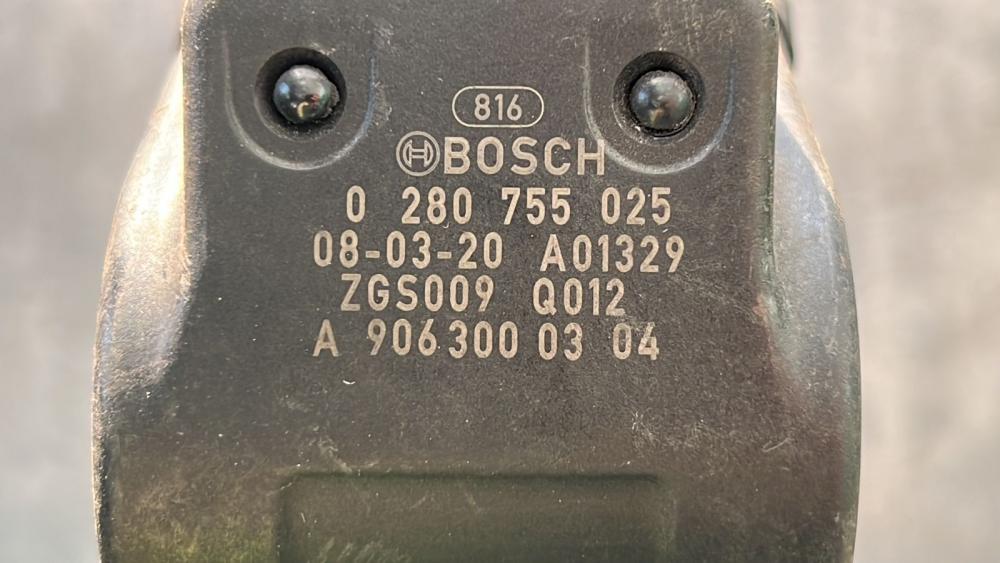 816
BOSCH
0 280 755 025
08-03-20 A01329
ZGS009 Q012
A 906 300 03 04